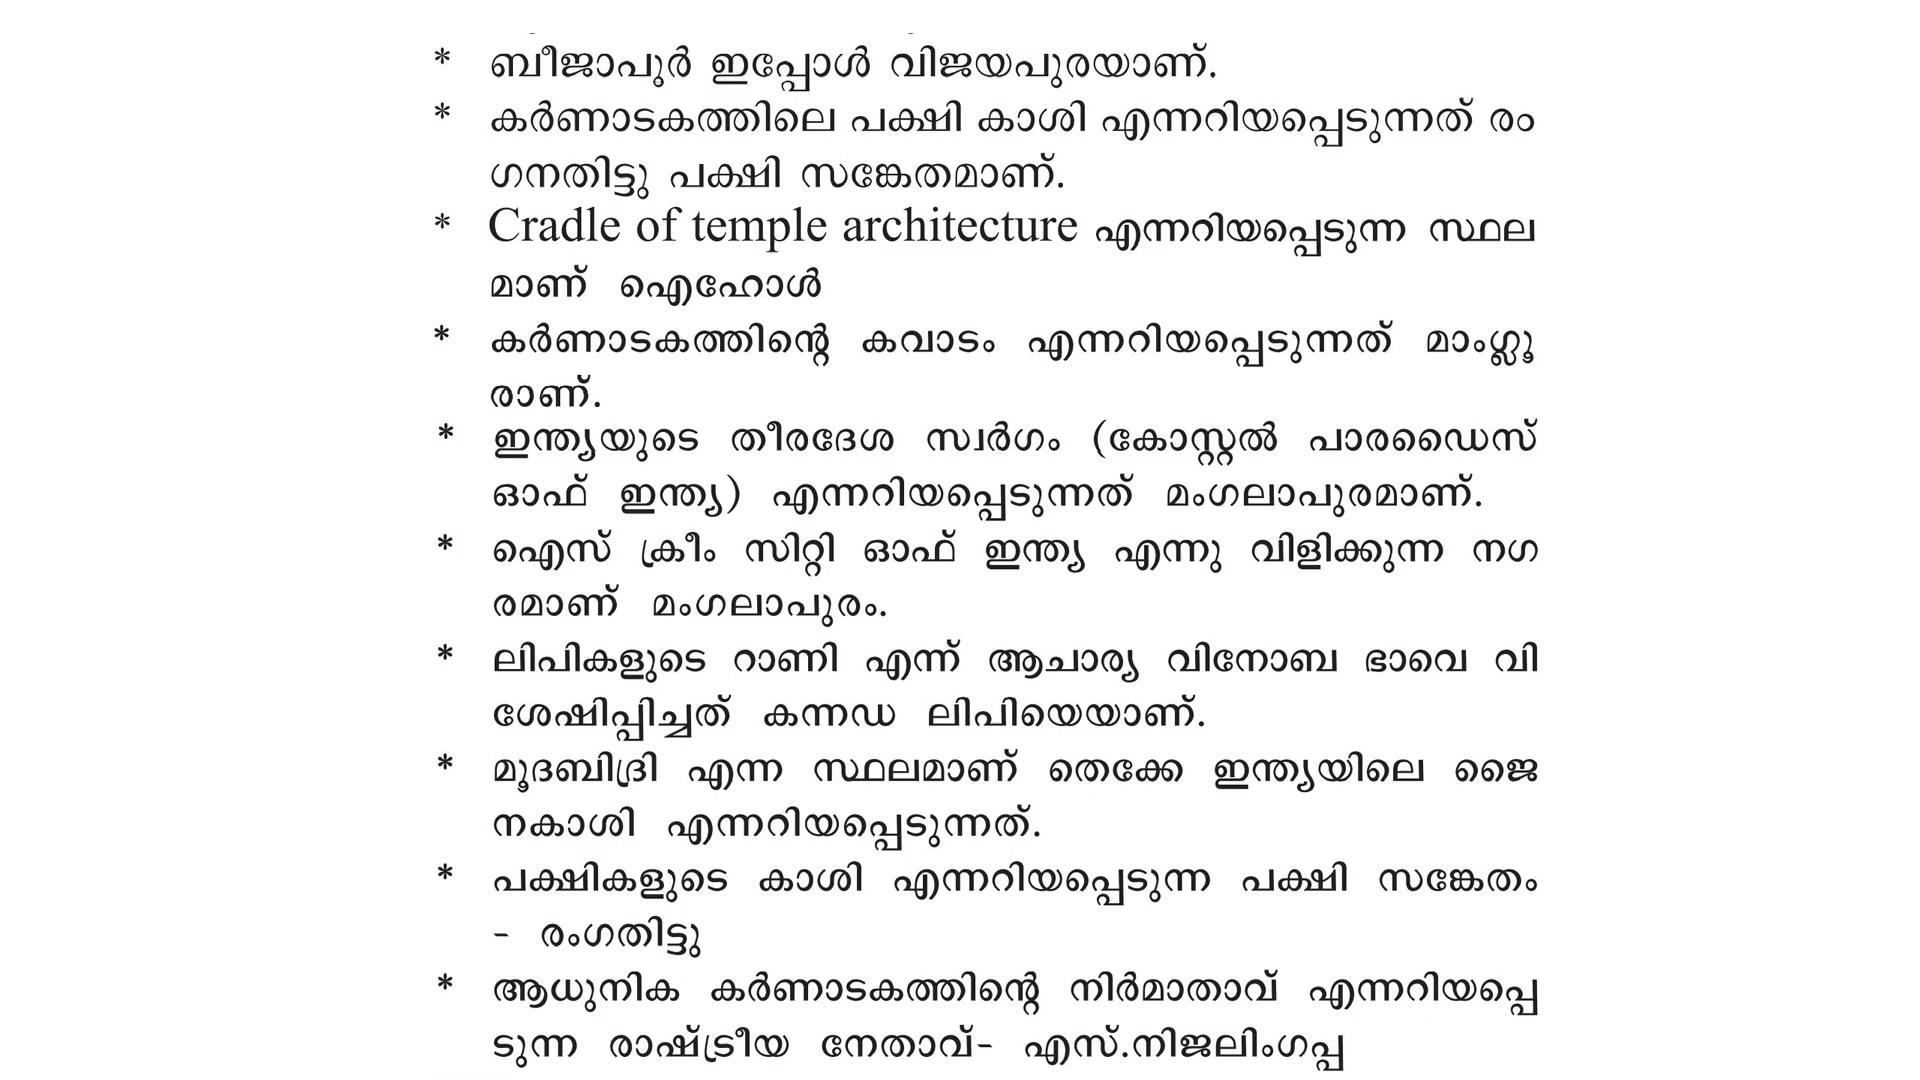 * ബീജാപൂർ ഇപ്പോൾ വിജയപുരയാണ്.
* കർണാടകത്തിലെ പക്ഷി കാശി എന്നറിയപ്പെടുന്നത് രം
ഗനതിട്ടു പക്ഷി സങ്കേതമാണ്.
* Cradle of temple architecture എന്നറിയപ്പെടുന്ന സ്ഥല
മാണ് ഐഹോൾ
* കർണാടകത്തിന്റെ കവാടം എന്നറിയപ്പെടുന്നത് മാംഗ്ലൂ
രാണ്.
* ഇന്ത്യയുടെ തീരദേശ സ്വർഗം (കോസ്റ്റൽ പാരഡൈസ്
ഓഫ് ഇന്ത്യ) എന്നറിയപ്പെടുന്നത് മംഗലാപുരമാണ്.
* ഐസ് ക്രീം സിറ്റി ഓഫ് ഇന്ത്യ എന്നു വിളിക്കുന്ന നഗ
രമാണ് മംഗലാപുരം.
* ലിപികളുടെ റാണി എന്ന് ആചാര്യ വിനോബ ഭാവെ വി
ശേഷിപ്പിച്ചത് കന്നഡ ലിപിയെയാണ്.
* മൂദബിദ്രി എന്ന സ്ഥലമാണ് തെക്കേ ഇന്ത്യയിലെ ജൈ
നകാശി എന്നറിയപ്പെടുന്നത്.
* പക്ഷികളുടെ കാശി എന്നറിയപ്പെടുന്ന പക്ഷി സങ്കേതം
- രംഗതിട്ടു
* ആധുനിക കർണാടകത്തിന്റെ നിർമാതാവ് എന്നറിയപ്പെ
ടുന്ന രാഷ്ട്രീയ നേതാവ്- എസ്.നിജലിംഗപ്പ